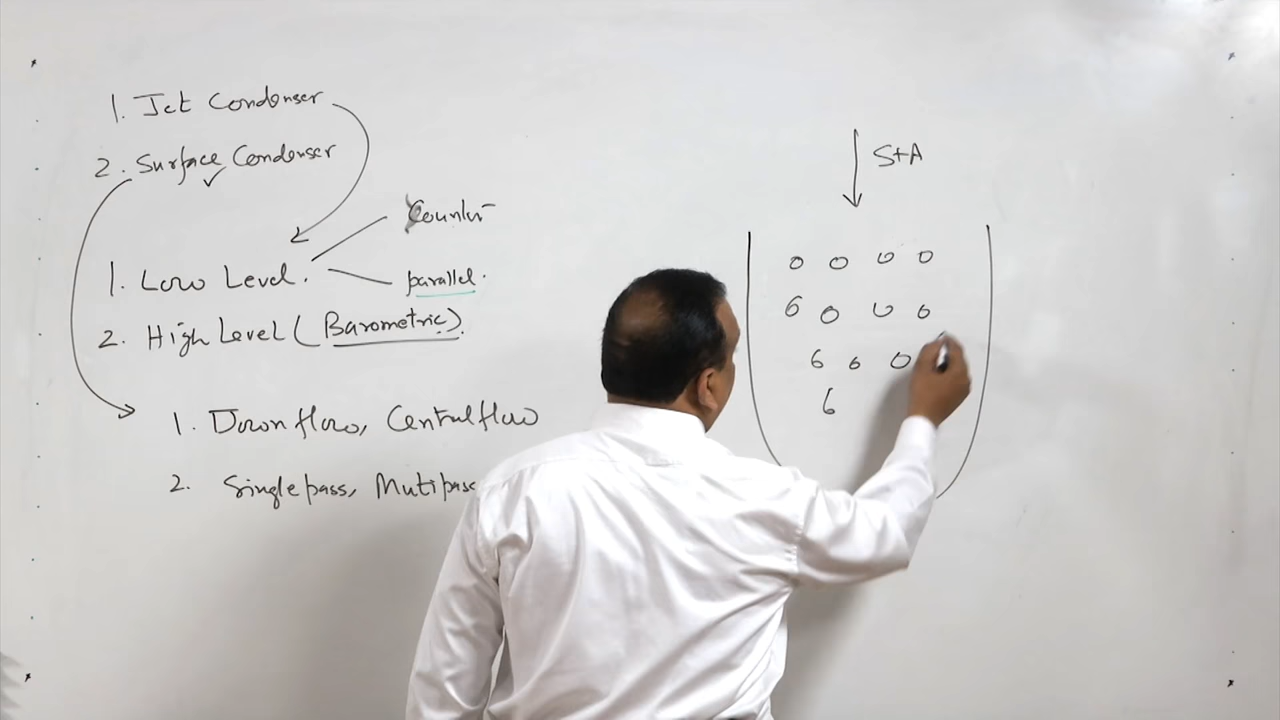 1. Jet Condenser
2. Surface Condenser
Counter
1. Low Level.
parallel.
2. High Level (Barometric).
1. Down flow, Central flow
2. Single pass, Mutipass
S+A